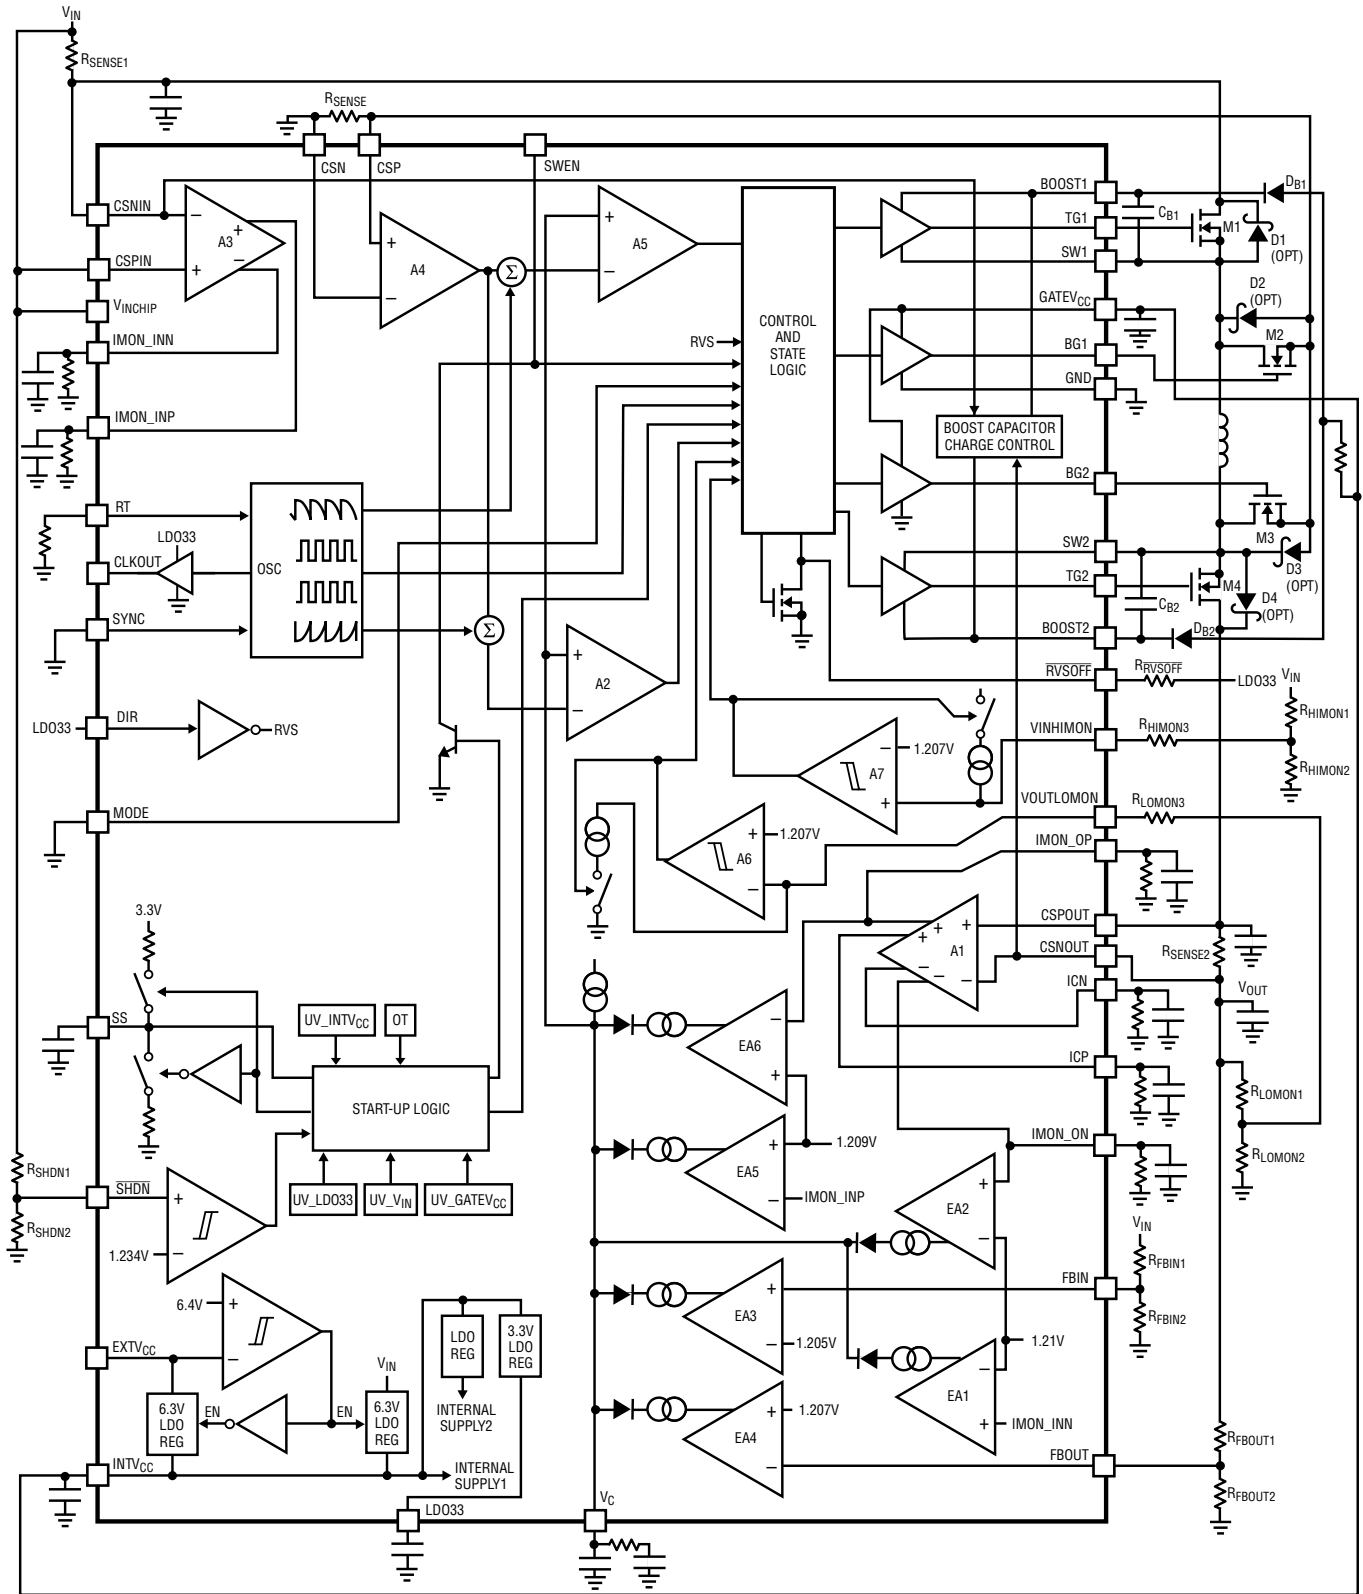 VIN
RSENSE1
RSENSE
CSN
CSP
SWEN
CSNIN
−
+
A3
−
+
CSPIN
VINCHIP
IMON_INN
IMON_INP
+
A4
−
Σ
+
A5
−
CONTROL
AND
STATE
LOGIC
RVS
BOOST1
DB1
CB1
TG1
M1
D1
(OPT)
SW1
D2
(OPT)
GATEVCC
M2
BG1
GND
BOOST CAPACITOR
CHARGE CONTROL
BG2
M3
SW2
D3
(OPT)
TG2
M4
D4
(OPT)
CB2
BOOST2
DB2
RT
LDO33
CLKOUT
OSC
SYNC
Σ
+
A2
−
RVSOFF
RRVSOFF
LDO33
VIN
RHIMON1
LDO33
DIR
RVS
VINHIMON
RHIMON3
RHIMON2
−
1.207V
A7
+
MODE
VOUTLOMON
RLOMON3
+
1.207V
A6
−
IMON_OP
3.3V
CSPOUT
+
+
+
A1
−
−
−
CSNOUT
RSENSE2
ICN
VOUT
SS
UV_INTVCC
OT
−
EA6
+
ICP
START-UP LOGIC
RLOMON1
1.209V
+
EA5
−
IMON_INP
IMON_ON
RLOMON2
RSHDN1
SHDN
+
UV_LDO33
UV_VIN
UV_GATEVCC
RSHDN2
1.234V
−
+
EA2
−
VIN
RFBIN1
FBIN
RFBIN2
6.4V
+
−
+
EA3
−
1.205V
1.21V
LDO
REG
3.3V
LDO
REG
EXTVCC
VIN
−
EA1
+
IMON_INN
6.3V
LDO
REG
EN
EN
6.3V
LDO
REG
INTERNAL
SUPPLY2
+
1.207V
EA4
−
RFBOUT1
FBOUT
RFBOUT2
INTVCC
INTERNAL
SUPPLY1
LDO33
VC